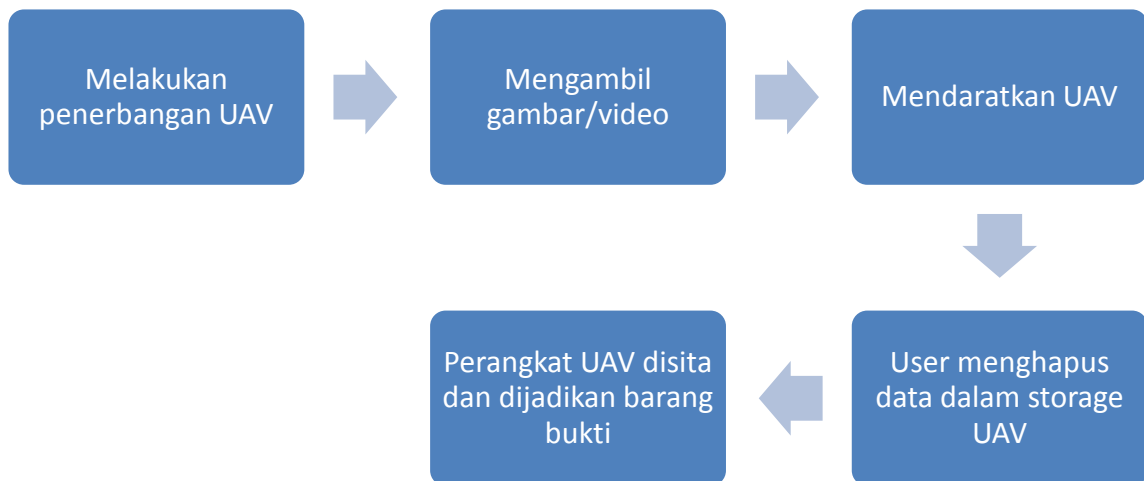 Melakukan
penerbangan UAV
Mengambil
gambar/video
Mendaratkan UAV
User menghapus
data dalam storage
UAV
Perangkat UAV disita
dan dijadikan barang
bukti